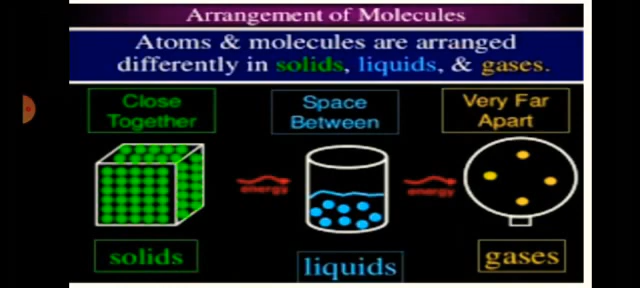 Arrangement of Molecules
Atoms & molecules are arranged
differently in solids, liquids, & gases.
Close
Together
Space
Between
Very Far
Apart
energy
energy
solids
liquids
gases